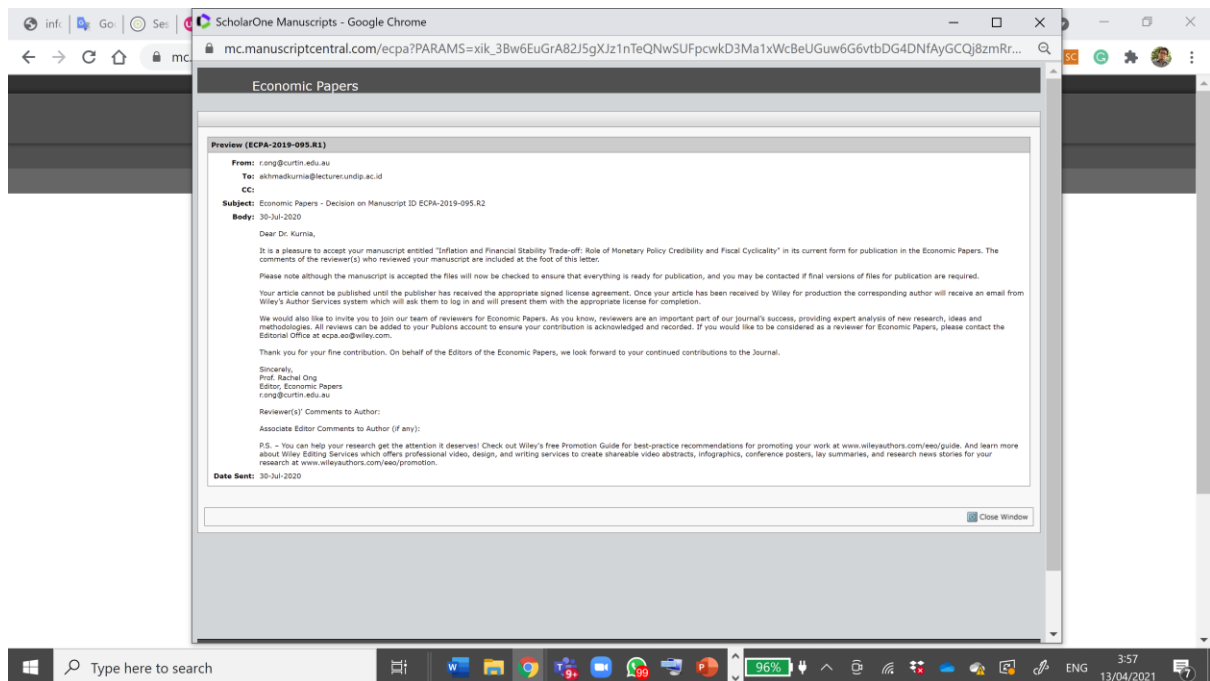 ScholarOne Manuscripts - Google Chrome
info
Goo
Ses
mc.manuscriptcentral.com/ecpa?PARAMS=xik_3Bw6EuGrA82J5gXJz1nTeQNwSUFpcwkD3Ma1xWcBeUGuw6G6vtbDG4DNfAyGCQj8zmRr...
mc.
SC
Economic Papers
Preview (ECPA-2019-095.R1)
From: r.ong@curtin.edu.au
To: akhmadkurnia@lecturer.undip.ac.id
CC:
Subject: Economic Papers - Decision on Manuscript ID ECPA-2019-095.R2
Body: 30-Jul-2020
Dear Dr. Kurnia,
It is a pleasure to accept your manuscript entitled "Inflation and Financial Stability Trade-off: Role of Monetary Policy Credibility and Fiscal Cyclicality" in its current form for publication in the Economic Papers. The
comments of the reviewer(s) who reviewed your manuscript are included at the foot of this letter.
Please note although the manuscript is accepted the files will now be checked to ensure that everything is ready for publication, and you may be contacted if final versions of files for publication are required.
Your article cannot be published until the publisher has received the appropriate signed license agreement. Once your article has been received by Wiley for production the corresponding author will receive an email from
Wiley's Author Services system which will ask them to log in and will present them with the appropriate license for completion.
We would also like to invite you to join our team of reviewers for Economic Papers. As you know, reviewers are an important part of our journal's success, providing expert analysis of new research, ideas and
methodologies. All reviews can be added to your Publons account to ensure your contribution is acknowledged and recorded. If you would like to be considered as a reviewer for Economic Papers, please contact the
Editorial Office at ecpa.eo@wiley.com.
Thank you for your fine contribution. On behalf of the Editors of the Economic Papers, we look forward to your continued contributions to the Journal.
Sincerely,
Prof. Rachel Ong
Editor, Economic Papers
r.ong@curtin.edu.au
Reviewer(s)' Comments to Author:
Associate Editor Comments to Author (if any):
P.S. – You can help your research get the attention it deserves! Check out Wiley's free Promotion Guide for best-practice recommendations for promoting your work at www.wileyauthors.com/eeo/guide. And learn more
about Wiley Editing Services which offers professional video, design, and writing services to create shareable video abstracts, infographics, conference posters, lay summaries, and research news stories for your
research at www.wileyauthors.com/eeo/promotion.
Date Sent: 30-Jul-2020
Close Window
Type here to search
96%
ENG
3:57
13/04/2021